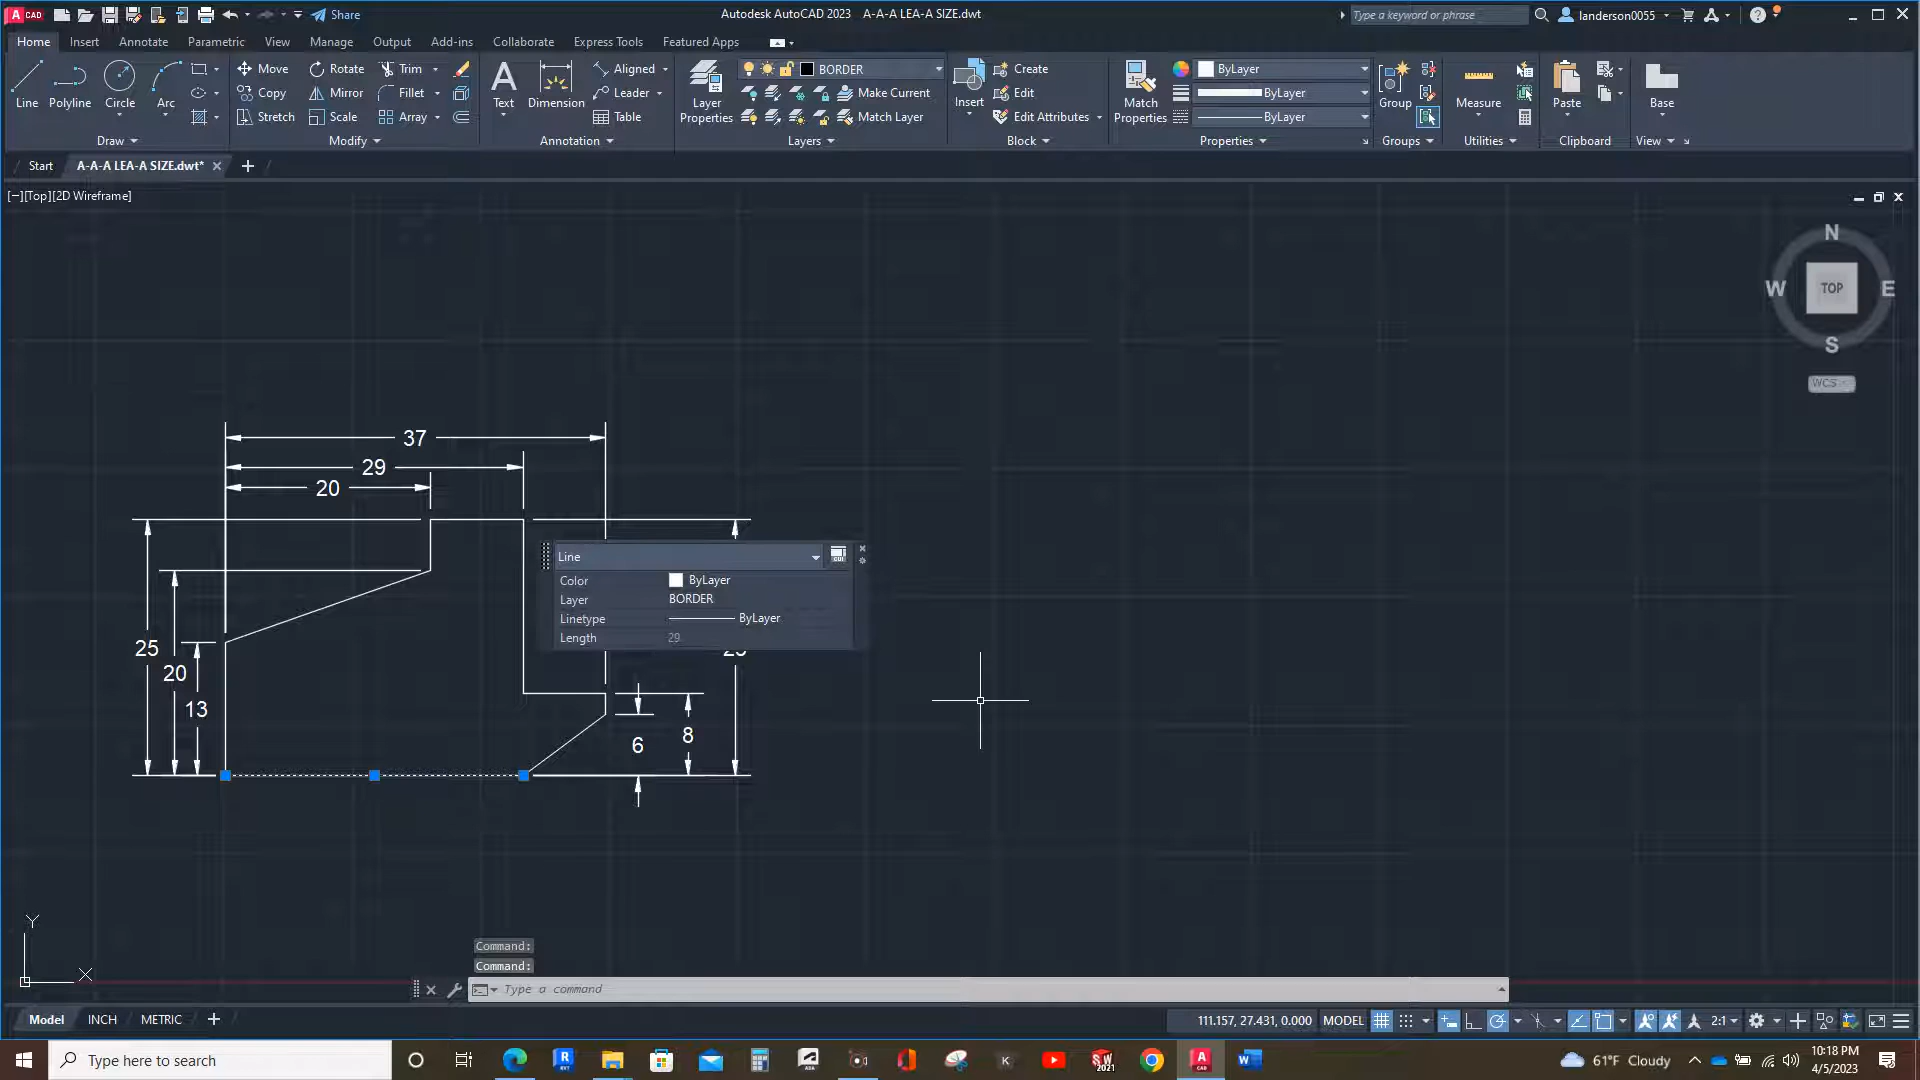 A CAD
Share
Autodesk AutoCAD 2023 A-A-A LEA-A SIZE.dwt
Type a keyword or phrase
landerson0055
Home Insert Annotate Parametric View Manage Output Add-ins Collaborate Express Tools Featured Apps
Line Polyline Circle Arc
Move Rotate Trim
Copy Mirror Fillet
Stretch Scale Array
Text Dimension
Aligned
Leader
Table
Layer Properties
BORDER
Make Current
Match Layer
Insert
Create
Edit
Edit Attributes
Match Properties
ByLayer
ByLayer
ByLayer
Group
Measure
Paste
Base
Draw Modify Annotation Layers Block Properties Groups Utilities Clipboard View
Start A-A-A LEA-A SIZE.dwt*
[−][Top][2D Wireframe]
N
W TOP E
S
WCS
37
29
20
25
20
13
6
8
Line
Color ByLayer
Layer BORDER
Linetype ByLayer
Length 29
Y
X
Command:
Command:
Type a command
Model INCH METRIC
111.157, 27.431, 0.000 MODEL
2:1
Type here to search
61°F Cloudy
10:18 PM
4/5/2023